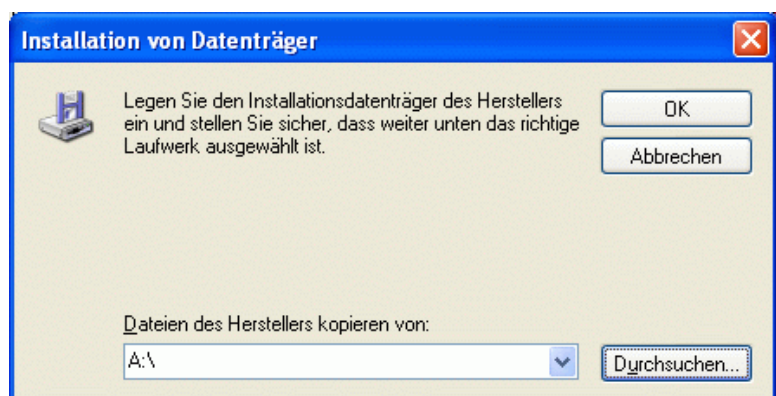 Installation von Datenträger
Legen Sie den Installationsdatenträger des Herstellers
ein und stellen Sie sicher, dass weiter unten das richtige
Laufwerk ausgewählt ist.
OK
Abbrechen
Dateien des Herstellers kopieren von:
A:\
Durchsuchen...